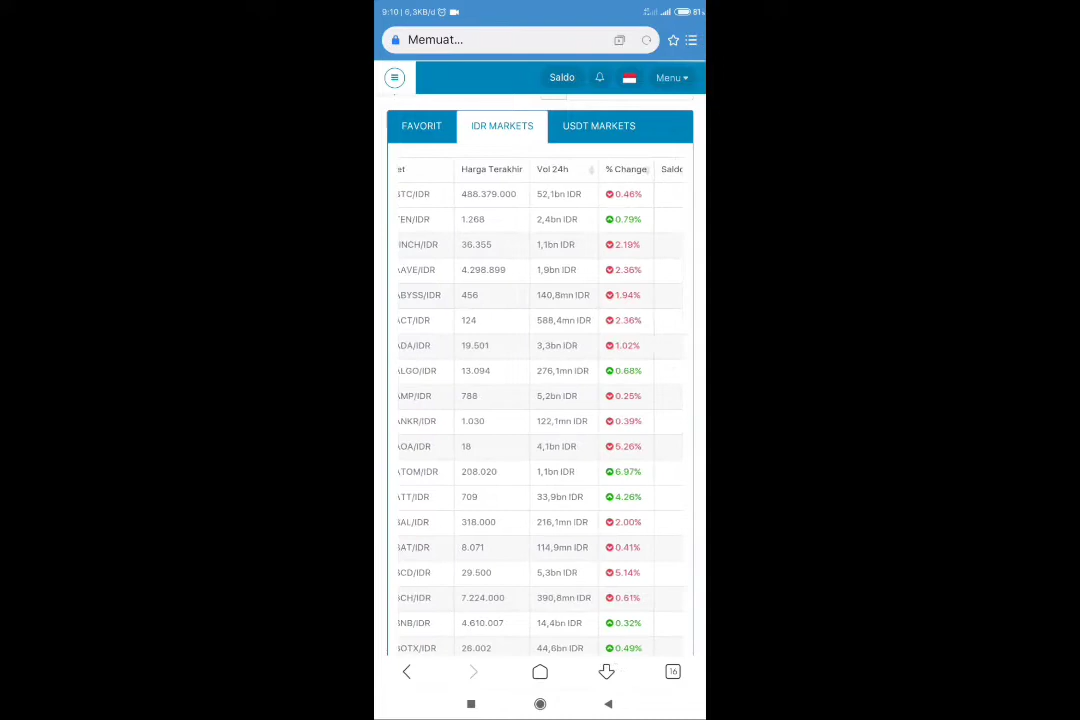 9:10 | 6,3KB/d 81
Memuat...
Saldo Menu
FAVORIT IDR MARKETS USDT MARKETS
et Harga Terakhir Vol 24h % Change Saldo
BTC/IDR 488.379.000 52,1bn IDR 0.46%
TEN/IDR 1.268 2,4bn IDR 0.79%
INCH/IDR 36.355 1,1bn IDR 2.19%
AAVE/IDR 4.298.899 1,9bn IDR 2.36%
ABYSS/IDR 456 140,8mn IDR 1.94%
ACT/IDR 124 588,4mn IDR 2.36%
ADA/IDR 19.501 3,3bn IDR 1.02%
ALGO/IDR 13.094 276,1mn IDR 0.68%
AMP/IDR 788 5,2bn IDR 0.25%
ANKR/IDR 1.030 122,1mn IDR 0.39%
AOA/IDR 18 4,1bn IDR 5.26%
ATOM/IDR 208.020 1,1bn IDR 6.97%
ATT/IDR 709 33,9bn IDR 4.26%
BAL/IDR 318.000 216,1mn IDR 2.00%
BAT/IDR 8.071 114,9mn IDR 0.41%
BCD/IDR 29.500 5,3bn IDR 5.14%
BCH/IDR 7.224.000 390,8mn IDR 0.61%
BNB/IDR 4.610.007 14,4bn IDR 0.32%
BOTX/IDR 26.002 44,6bn IDR 0.49%
16